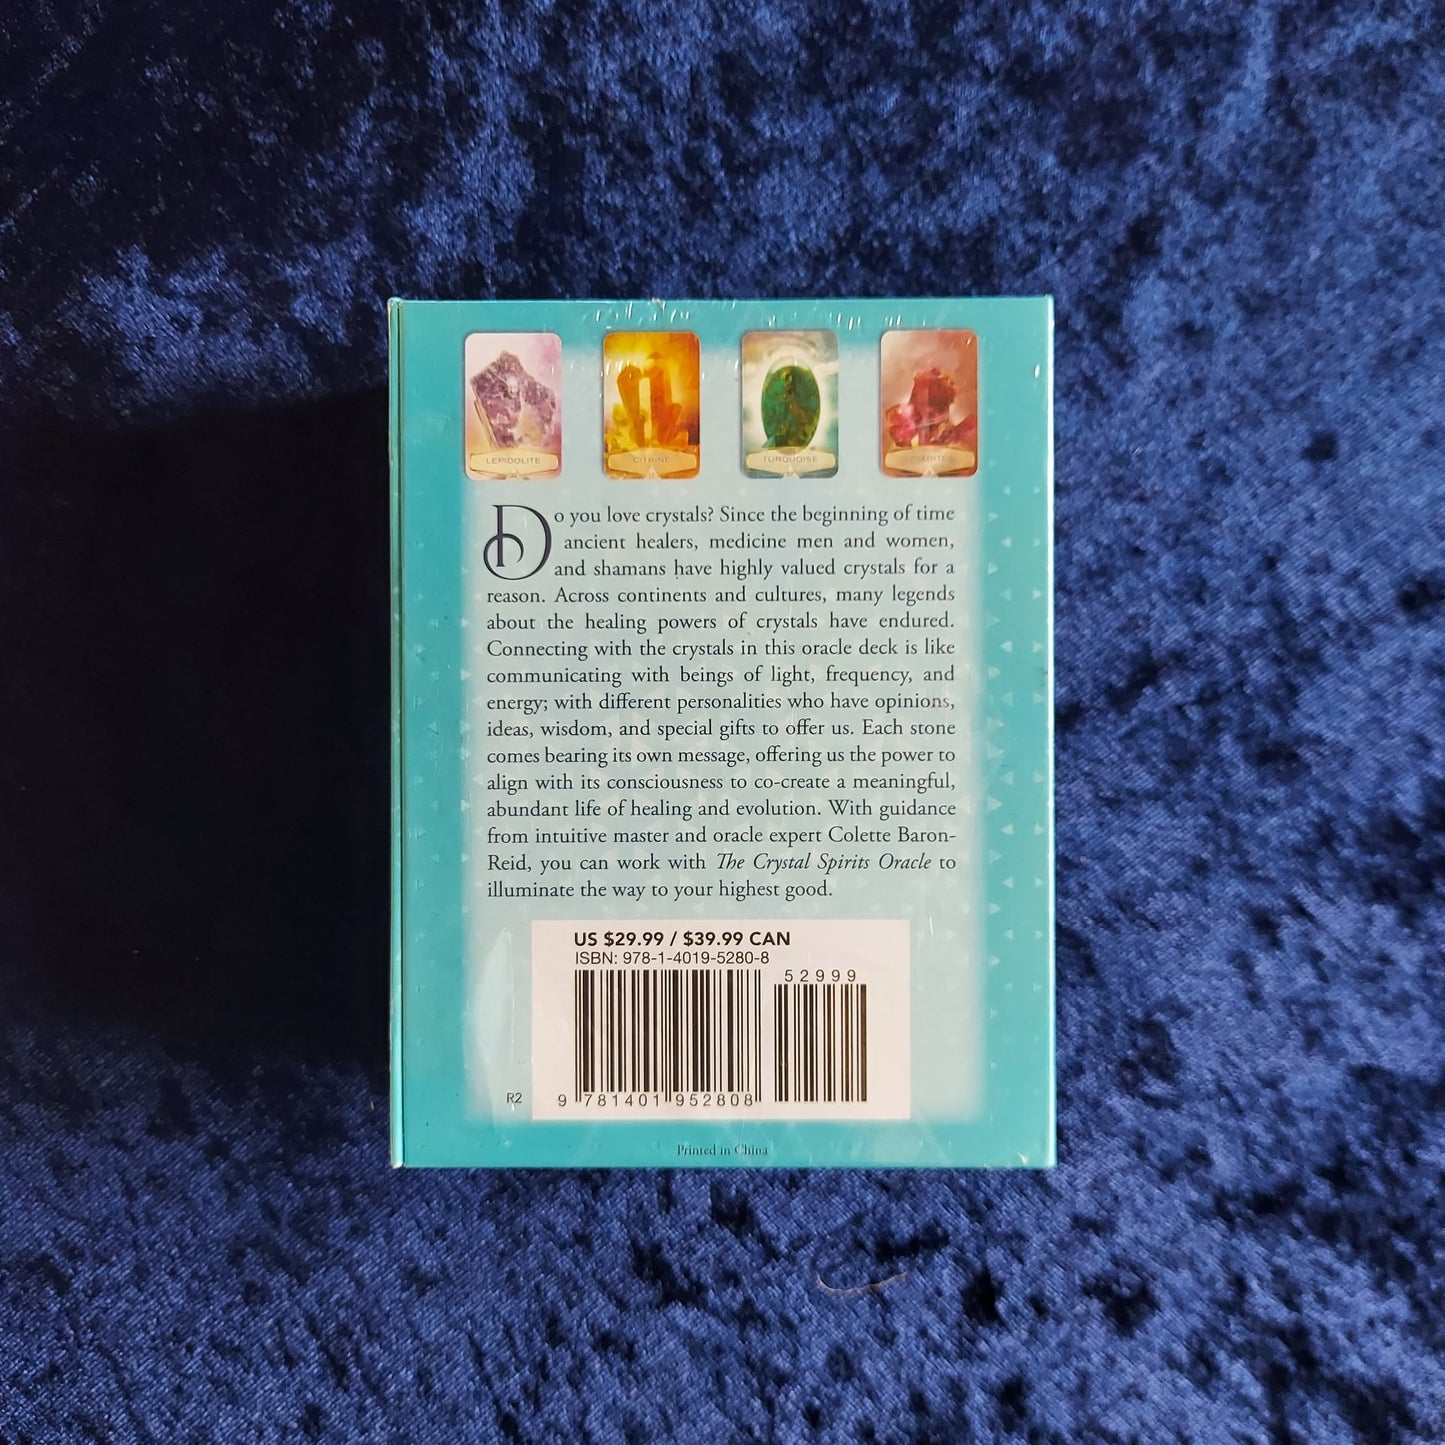 LEPIDOLITE
CITRINE
TURQUOISE
Do you love crystals? Since the beginning of time
ancient healers, medicine men and women,
and shamans have highly valued crystals for a
reason. Across continents and cultures, many legends
about the healing powers of crystals have endured.
Connecting with the crystals in this oracle deck is like
communicating with beings of light, frequency, and
energy; with different personalities who have opinions,
ideas, wisdom, and special gifts to offer us. Each stone
comes bearing its own message, offering us the power to
align with its consciousness to co-create a meaningful,
abundant life of healing and evolution. With guidance
from intuitive master and oracle expert Colette Baron-
Reid, you can work with The Crystal Spirits Oracle to
illuminate the way to your highest good.
US $29.99 / $39.99 CAN
ISBN: 978-1-4019-5280-8
52999
R2
9 781401 952808
Printed in China